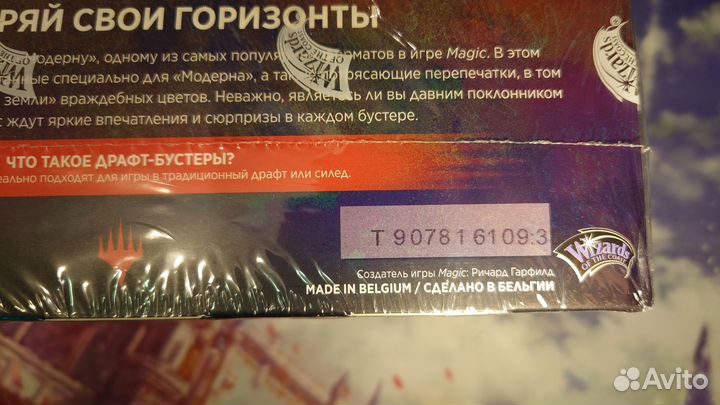 РЯЙ СВОИ ГОРИЗОНТЫ
Модерну», одному из самых популя форматов в игре Magic. В этом
специально для «Модерна», а так потрясающие перепечатки, в том
земли» враждебных цветов. Неважно, являетесь ли вы давним поклонником
ждут яркие впечатления и сюрпризы в каждом бустере.
ЧТО ТАКОЕ ДРАФТ-БУСТЕРЫ?
еально подходят для игры в традиционный драфт или силед.
T 907816109:3
Wizards
OF THE COAST
Создатель игры Magic: Ричард Гарфилд
MADE IN BELGIUM / СДЕЛАНО В БЕЛЬГИИ
Avito